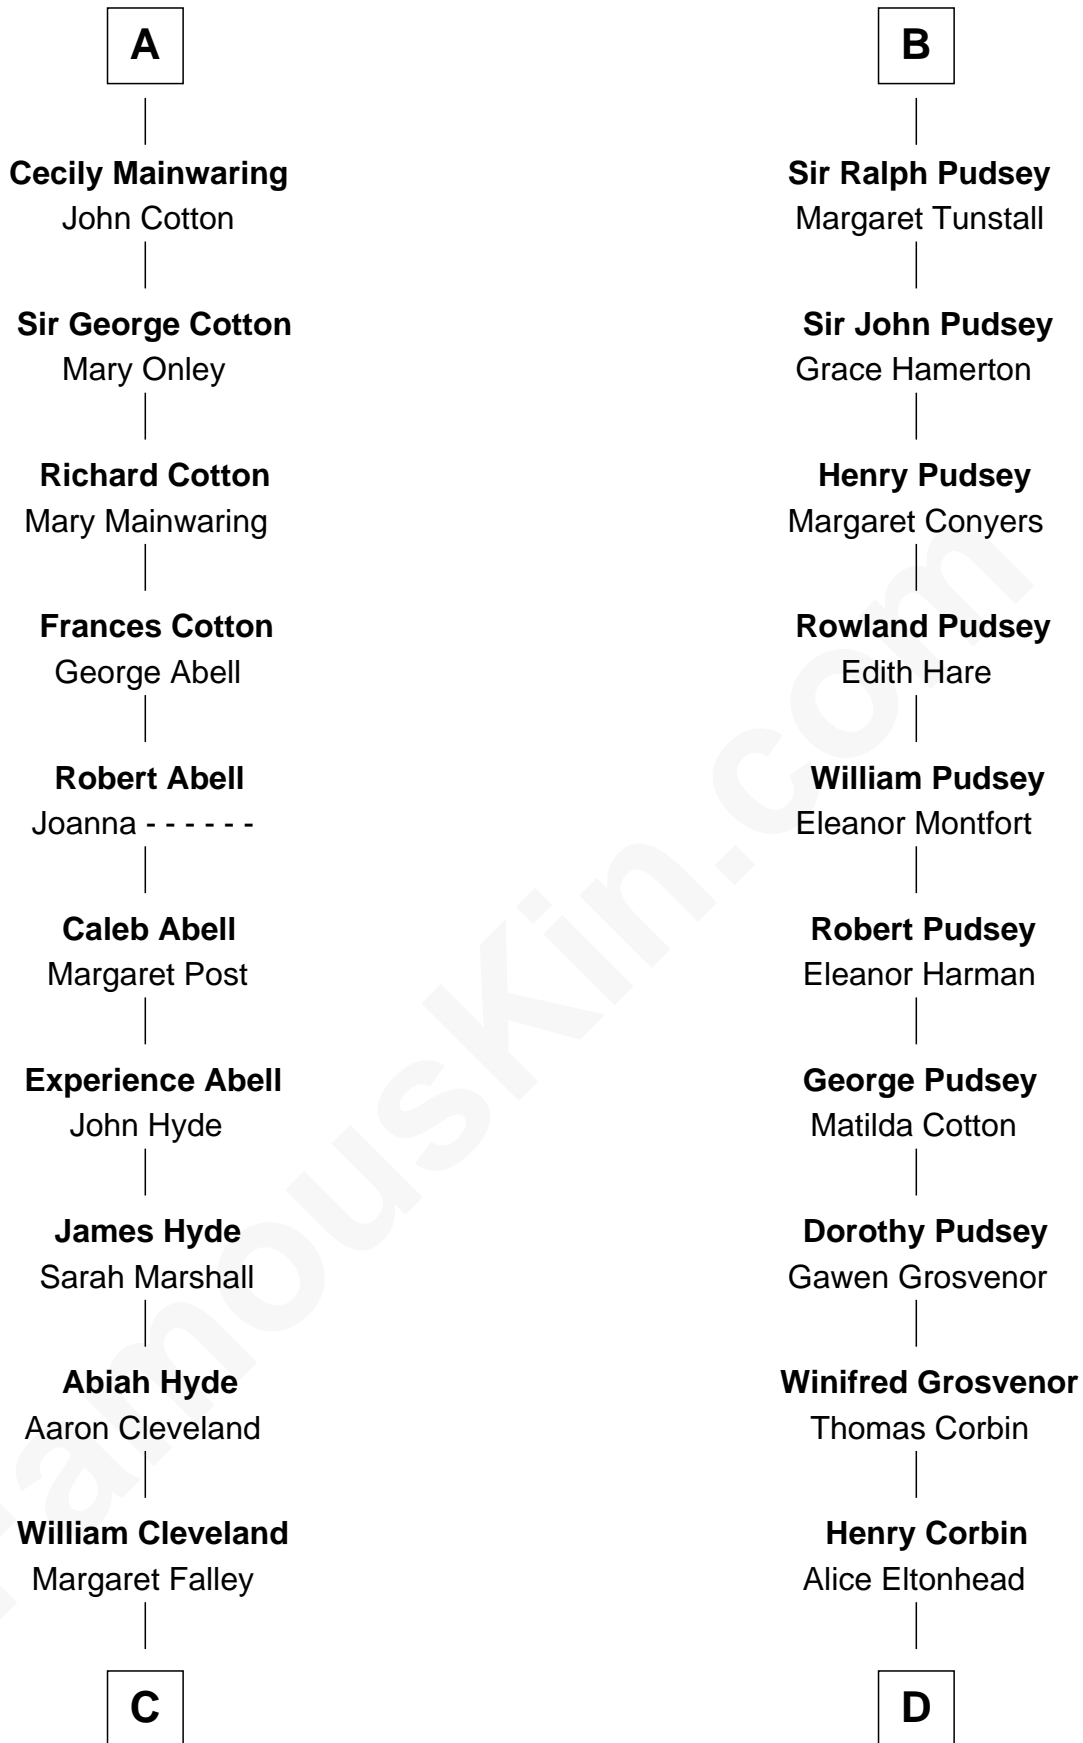 A
Cecily Mainwaring
John Cotton
Sir George Cotton
Mary Onley
Richard Cotton
Mary Mainwaring
Frances Cotton
George Abell
Robert Abell
Joanna - - - - - -
Caleb Abell
Margaret Post
Experience Abell
John Hyde
James Hyde
Sarah Marshall
Abiah Hyde
Aaron Cleveland
William Cleveland
Margaret Falley
C
B
Sir Ralph Pudsey
Margaret Tunstall
Sir John Pudsey
Grace Hamerton
Henry Pudsey
Margaret Conyers
Rowland Pudsey
Edith Hare
William Pudsey
Eleanor Montfort
Robert Pudsey
Eleanor Harman
George Pudsey
Matilda Cotton
Dorothy Pudsey
Gawen Grosvenor
Winifred Grosvenor
Thomas Corbin
Henry Corbin
Alice Eltonhead
D
FamousKin.com